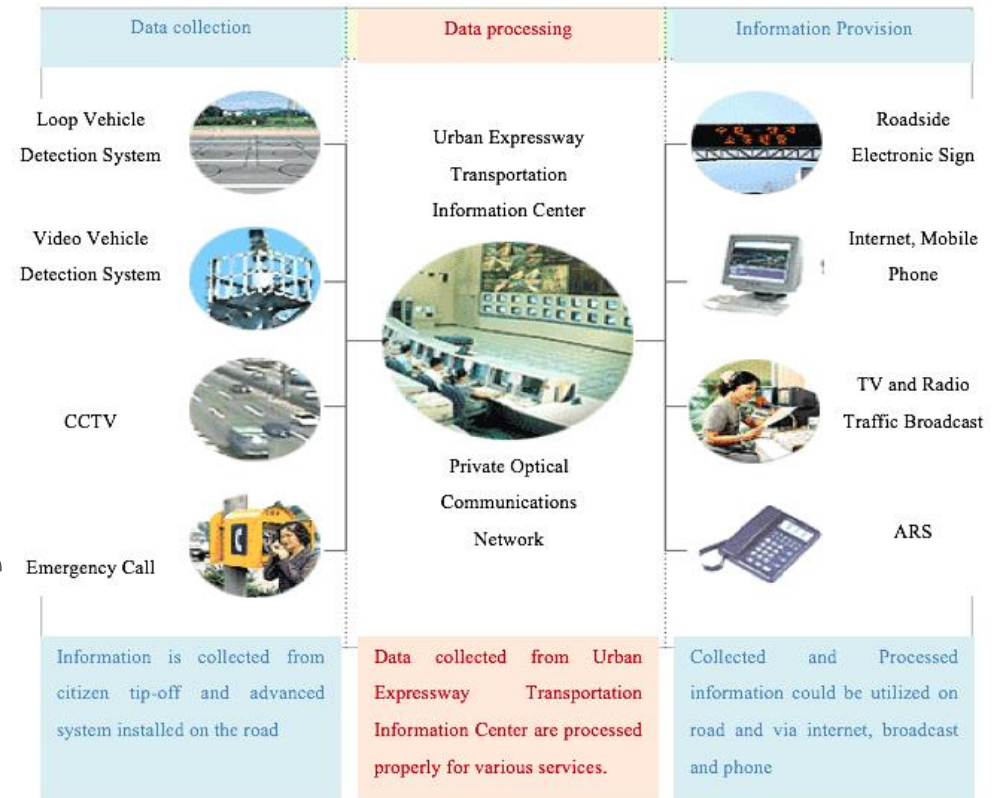 Data collection
Data processing
Information Provision
Loop Vehicle
Detection System
Video Vehicle
Detection System
CCTV
Emergency Call
Urban Expressway
Transportation
Information Center
Private Optical
Communications
Network
Roadside
Electronic Sign
Internet, Mobile
Phone
TV and Radio
Traffic Broadcast
ARS
Information is collected from
citizen tip-off and advanced
system installed on the road
Data collected from Urban
Expressway Transportation
Information Center are processed
properly for various services.
Collected and Processed
information could be utilized on
road and via internet, broadcast
and phone